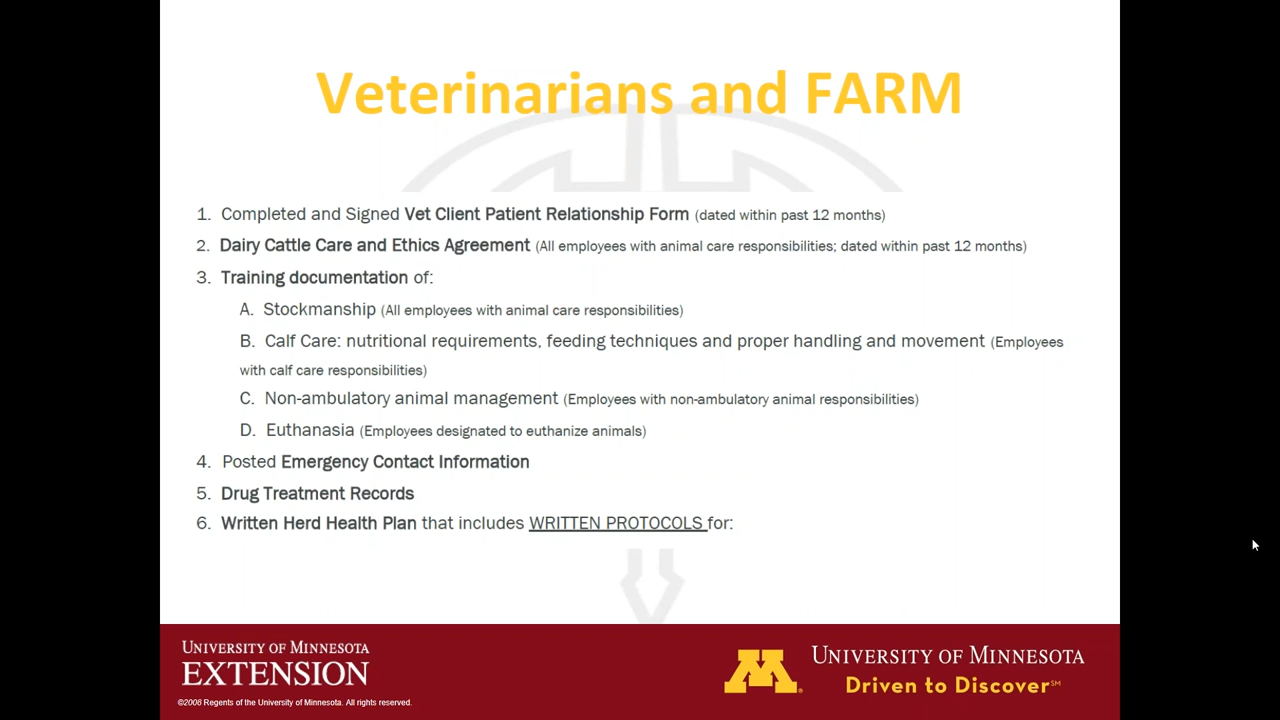 Veterinarians and FARM
1. Completed and Signed Vet Client Patient Relationship Form (dated within past 12 months)
2. Dairy Cattle Care and Ethics Agreement (All employees with animal care responsibilities; dated within past 12 months)
3. Training documentation of:
A. Stockmanship (All employees with animal care responsibilities)
B. Calf Care: nutritional requirements, feeding techniques and proper handling and movement (Employees
with calf care responsibilities)
C. Non-ambulatory animal management (Employees with non-ambulatory animal responsibilities)
D. Euthanasia (Employees designated to euthanize animals)
4. Posted Emergency Contact Information
5. Drug Treatment Records
6. Written Herd Health Plan that includes WRITTEN PROTOCOLS for:
UNIVERSITY OF MINNESOTA
EXTENSION
©2006 Regents of the University of Minnesota. All rights reserved.
M®
UNIVERSITY OF MINNESOTA
Driven to Discover℠